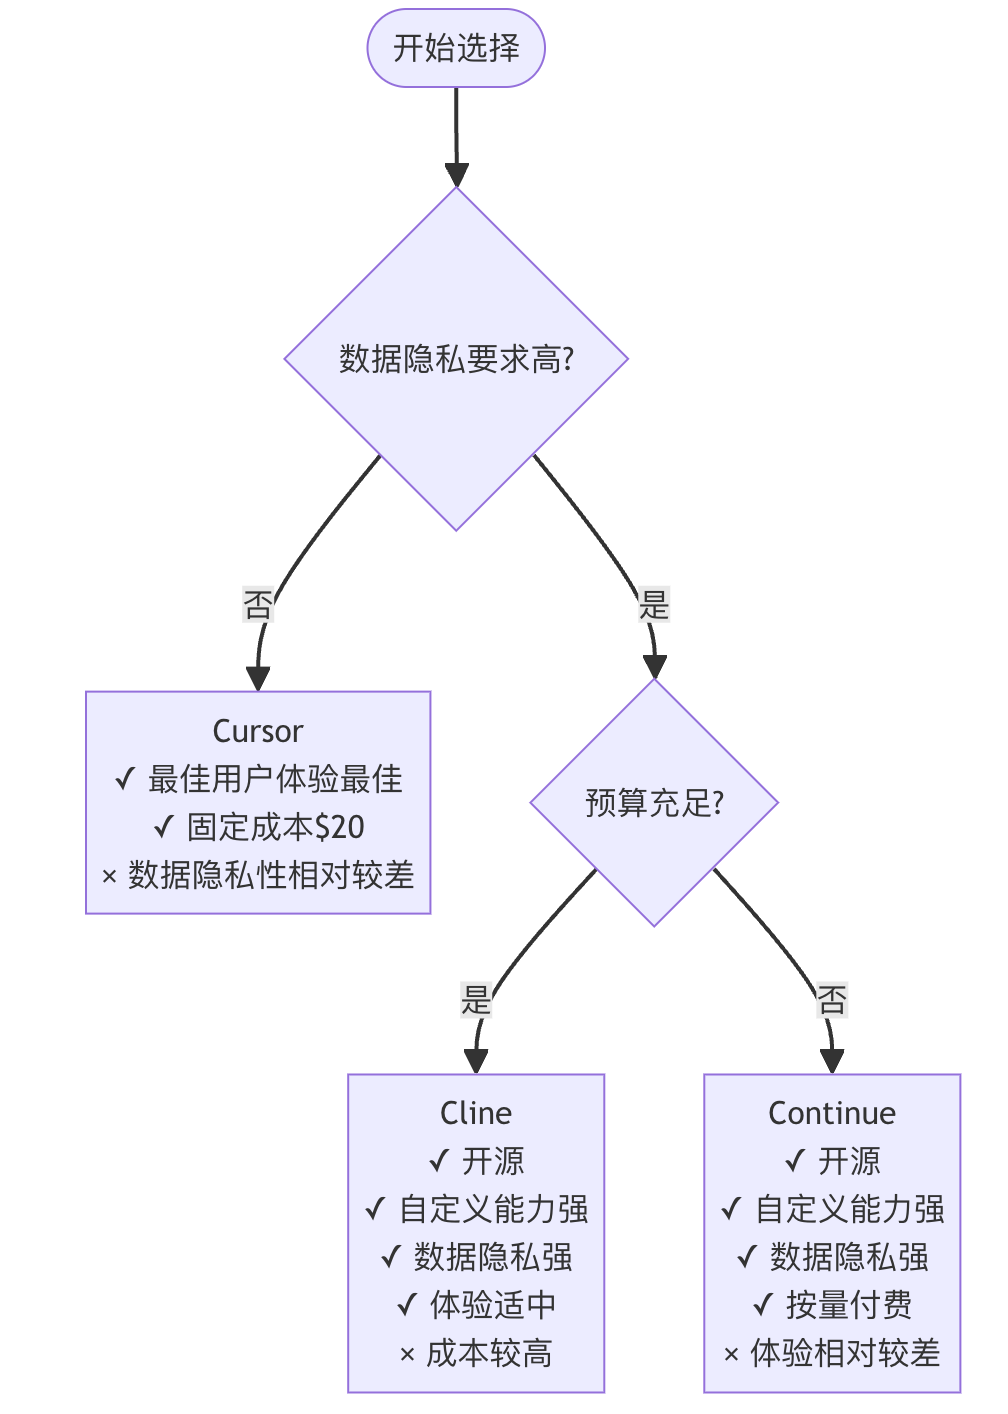 开始选择
数据隐私要求高?
否
是
Cursor
✓ 最佳用户体验最佳
✓ 固定成本$20
× 数据隐私性相对较差
预算充足?
是
否
Cline
✓ 开源
✓ 自定义能力强
✓ 数据隐私强
✓ 体验适中
× 成本较高
Continue
✓ 开源
✓ 自定义能力强
✓ 数据隐私强
✓ 按量付费
× 体验相对较差